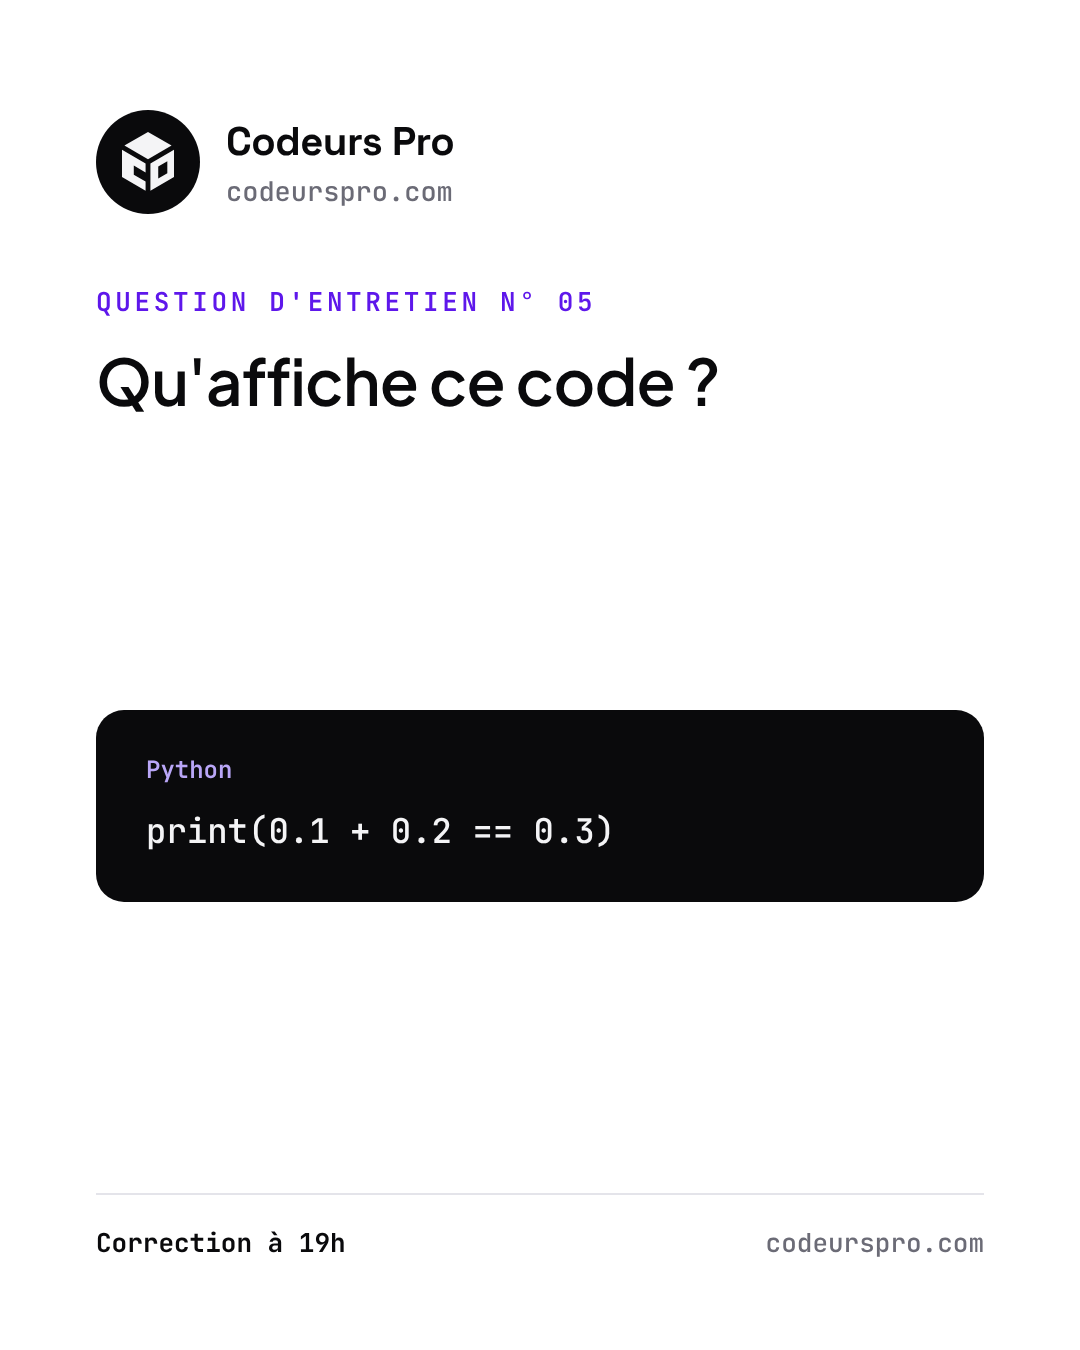 Codeurs Pro
codeurspro.com
QUESTION D'ENTRETIEN N° 05
Qu'affiche ce code ?
Python
print(0.1 + 0.2 == 0.3)
Correction à 19h
codeurspro.com